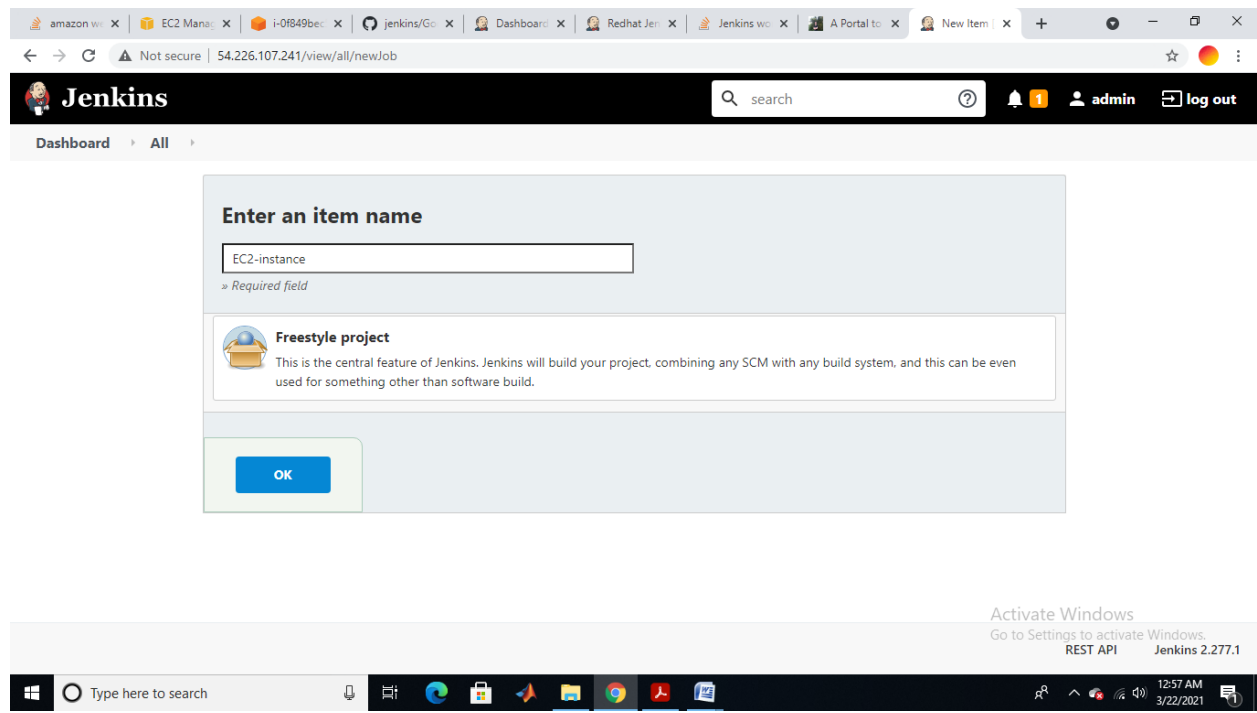 amazon we
EC2 Manag
i-0f849bec
jenkins/Go
Dashboard
Redhat Jen
Jenkins wo
A Portal to
New Item
Not secure
54.226.107.241/view/all/newJob
Jenkins
search
1
admin
log out
Dashboard
All
Enter an item name
EC2-instance
» Required field
Freestyle project
This is the central feature of Jenkins. Jenkins will build your project, combining any SCM with any build system, and this can be even
used for something other than software build.
OK
Activate Windows
Go to Settings to activate Windows.
REST API
Jenkins 2.277.1
Type here to search
12:57 AM
3/22/2021
1